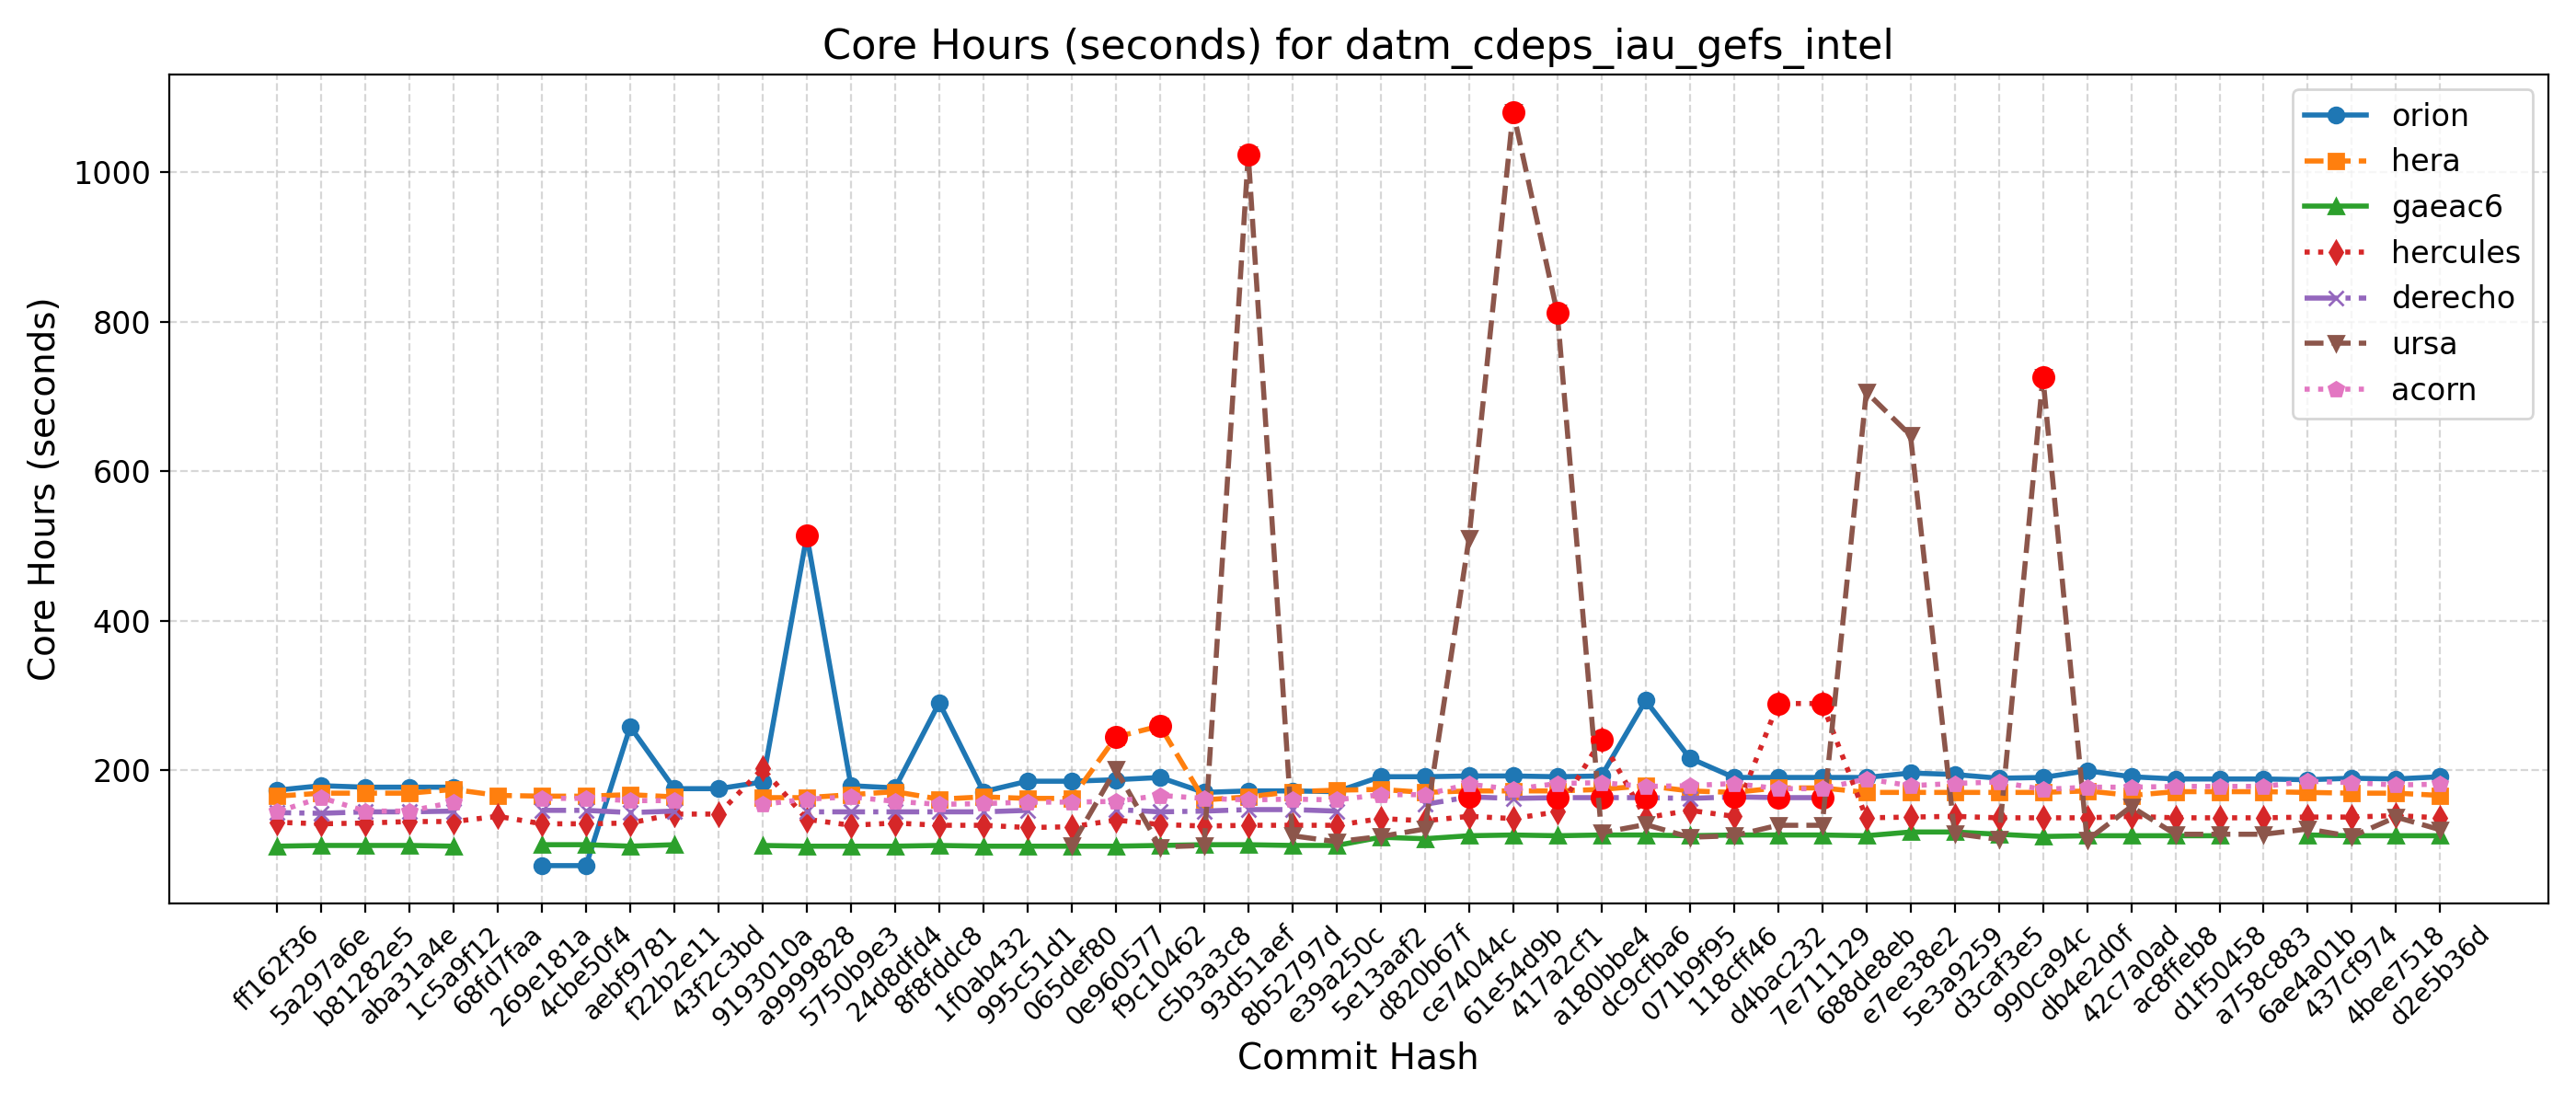 Core Hours (seconds) for datm_cdeps_iau_gefs_intel
Core Hours (seconds)
1000
800
600
400
200
orion
hera
gaeac6
hercules
derecho
ursa
acorn
ff162f36
5a297a6e
b81282e5
aba31a4e
1c5a9f12
68fd7faa
269e181a
4cbe50f4
aebf9781
f22b2e11
43f2c3bd
9193010a
a9999828
5750b9e3
24d8dfd4
8f8fddc8
1f0ab432
995c51d1
065def80
0e960577
f9c10462
c5b3a3c8
93d51aef
8b52797d
e39a250c
5e13aaf2
d820b67f
ce74044c
61e54d9b
417a2cf1
a180bbe4
dc9cfba6
071b9f95
118cff46
d4bac232
7e711129
688de8eb
e7ee38e2
5e3a9259
d3caf3e5
990ca94c
db4e2d0f
42c7a0ad
ac8ffeb8
d1f50458
a758c883
6ae4a01b
437cf974
4bee7518
d2e5b36d
Commit Hash